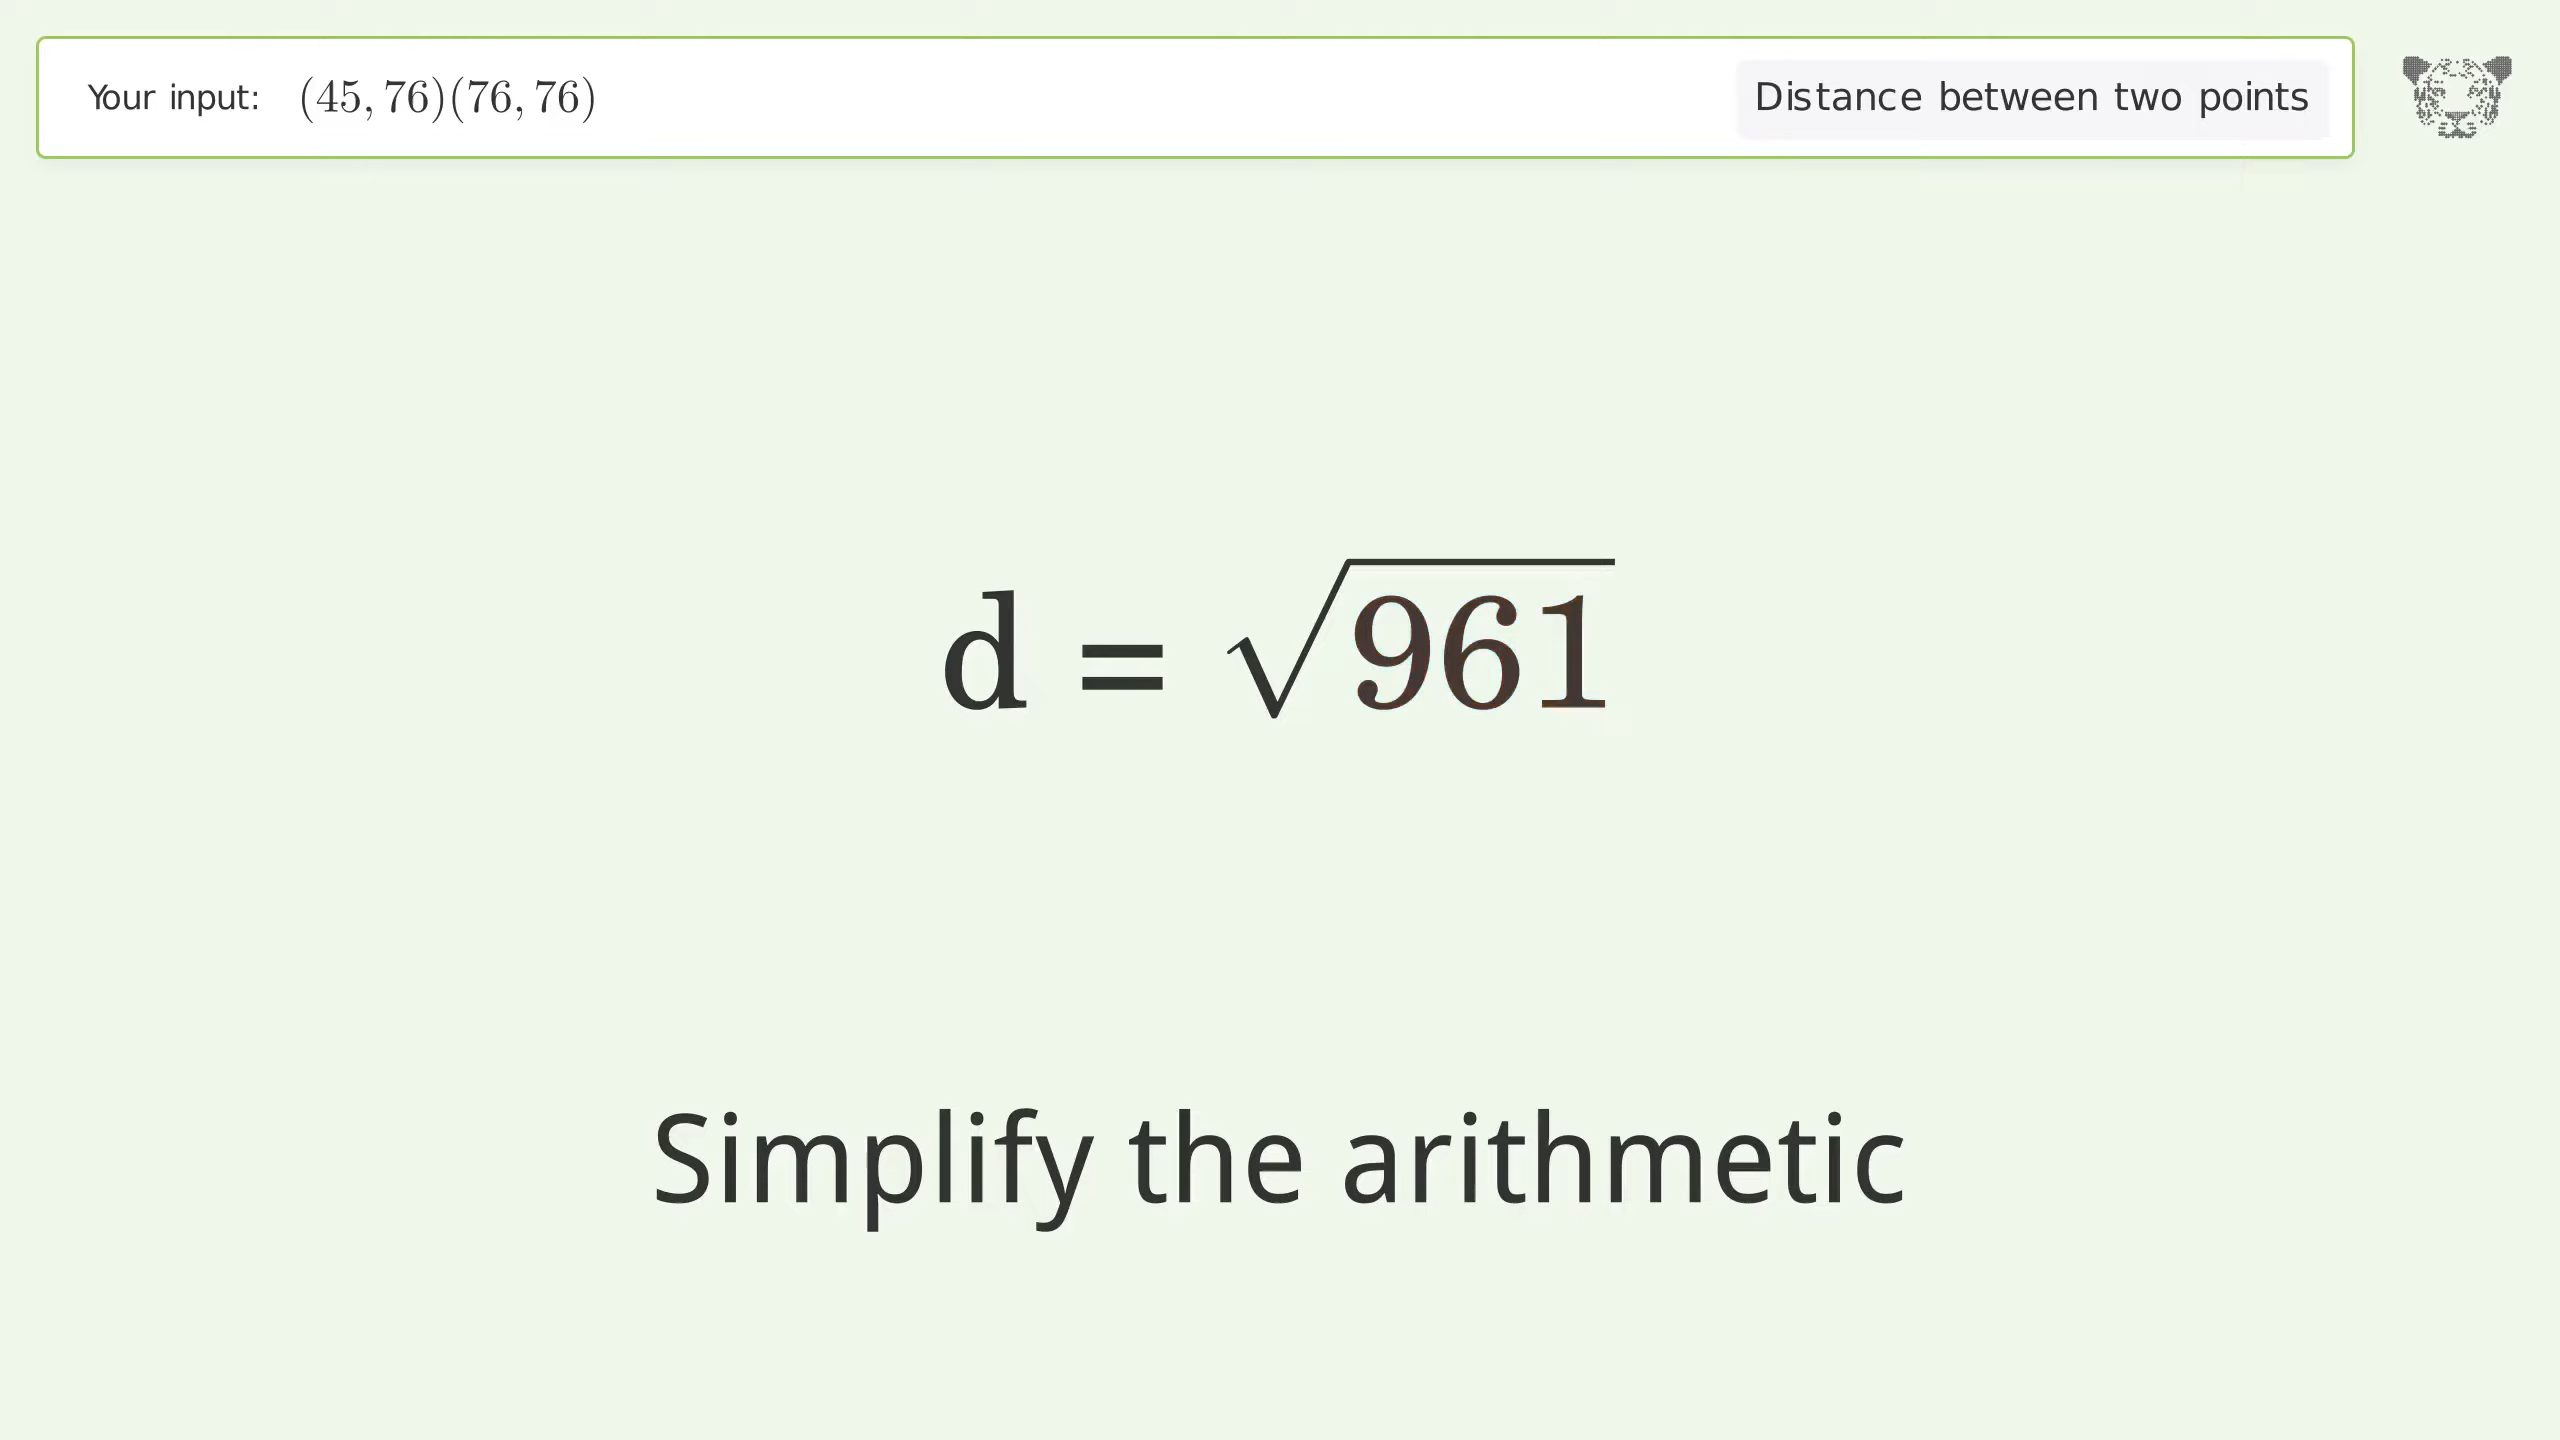 Your input: (45, 76)(76, 76)
Distance between two points
d = √961
Simplify the arithmetic